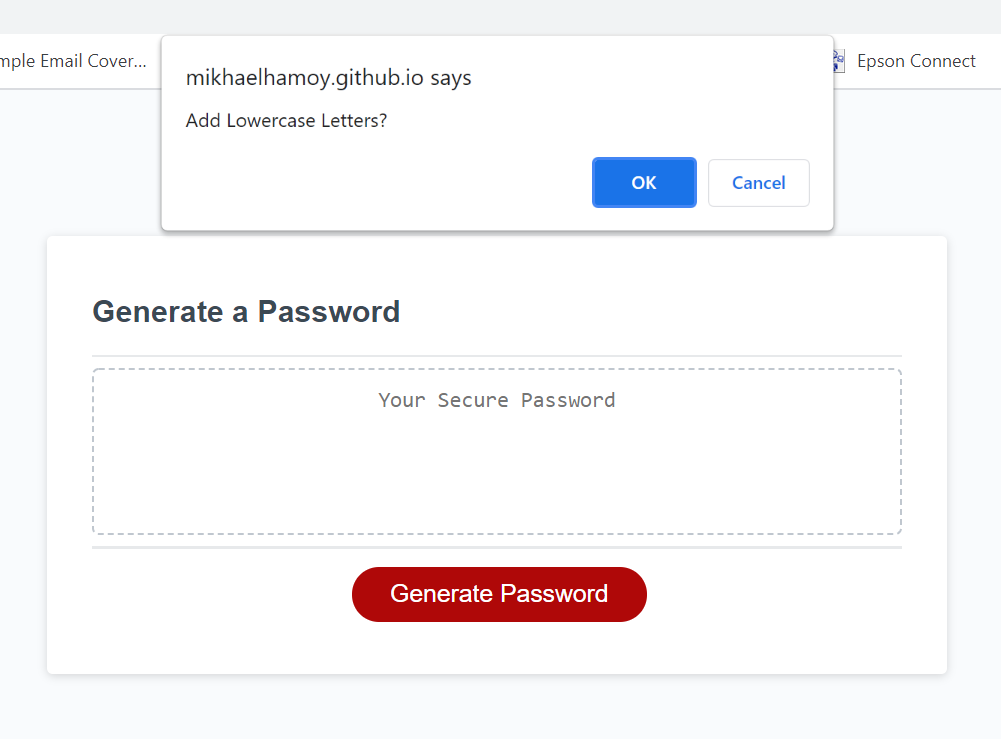 mple Email Cover...
Epson Connect
mikhaelhamoy.github.io says
Add Lowercase Letters?
OK
Cancel
Generate a Password
Your Secure Password
Generate Password